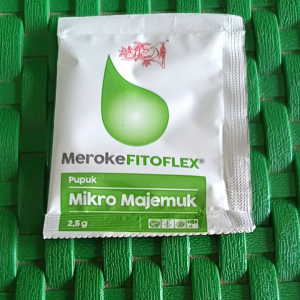 MerokeFITOFLEX®
Pupuk
Mikro Majemuk
2,5 g